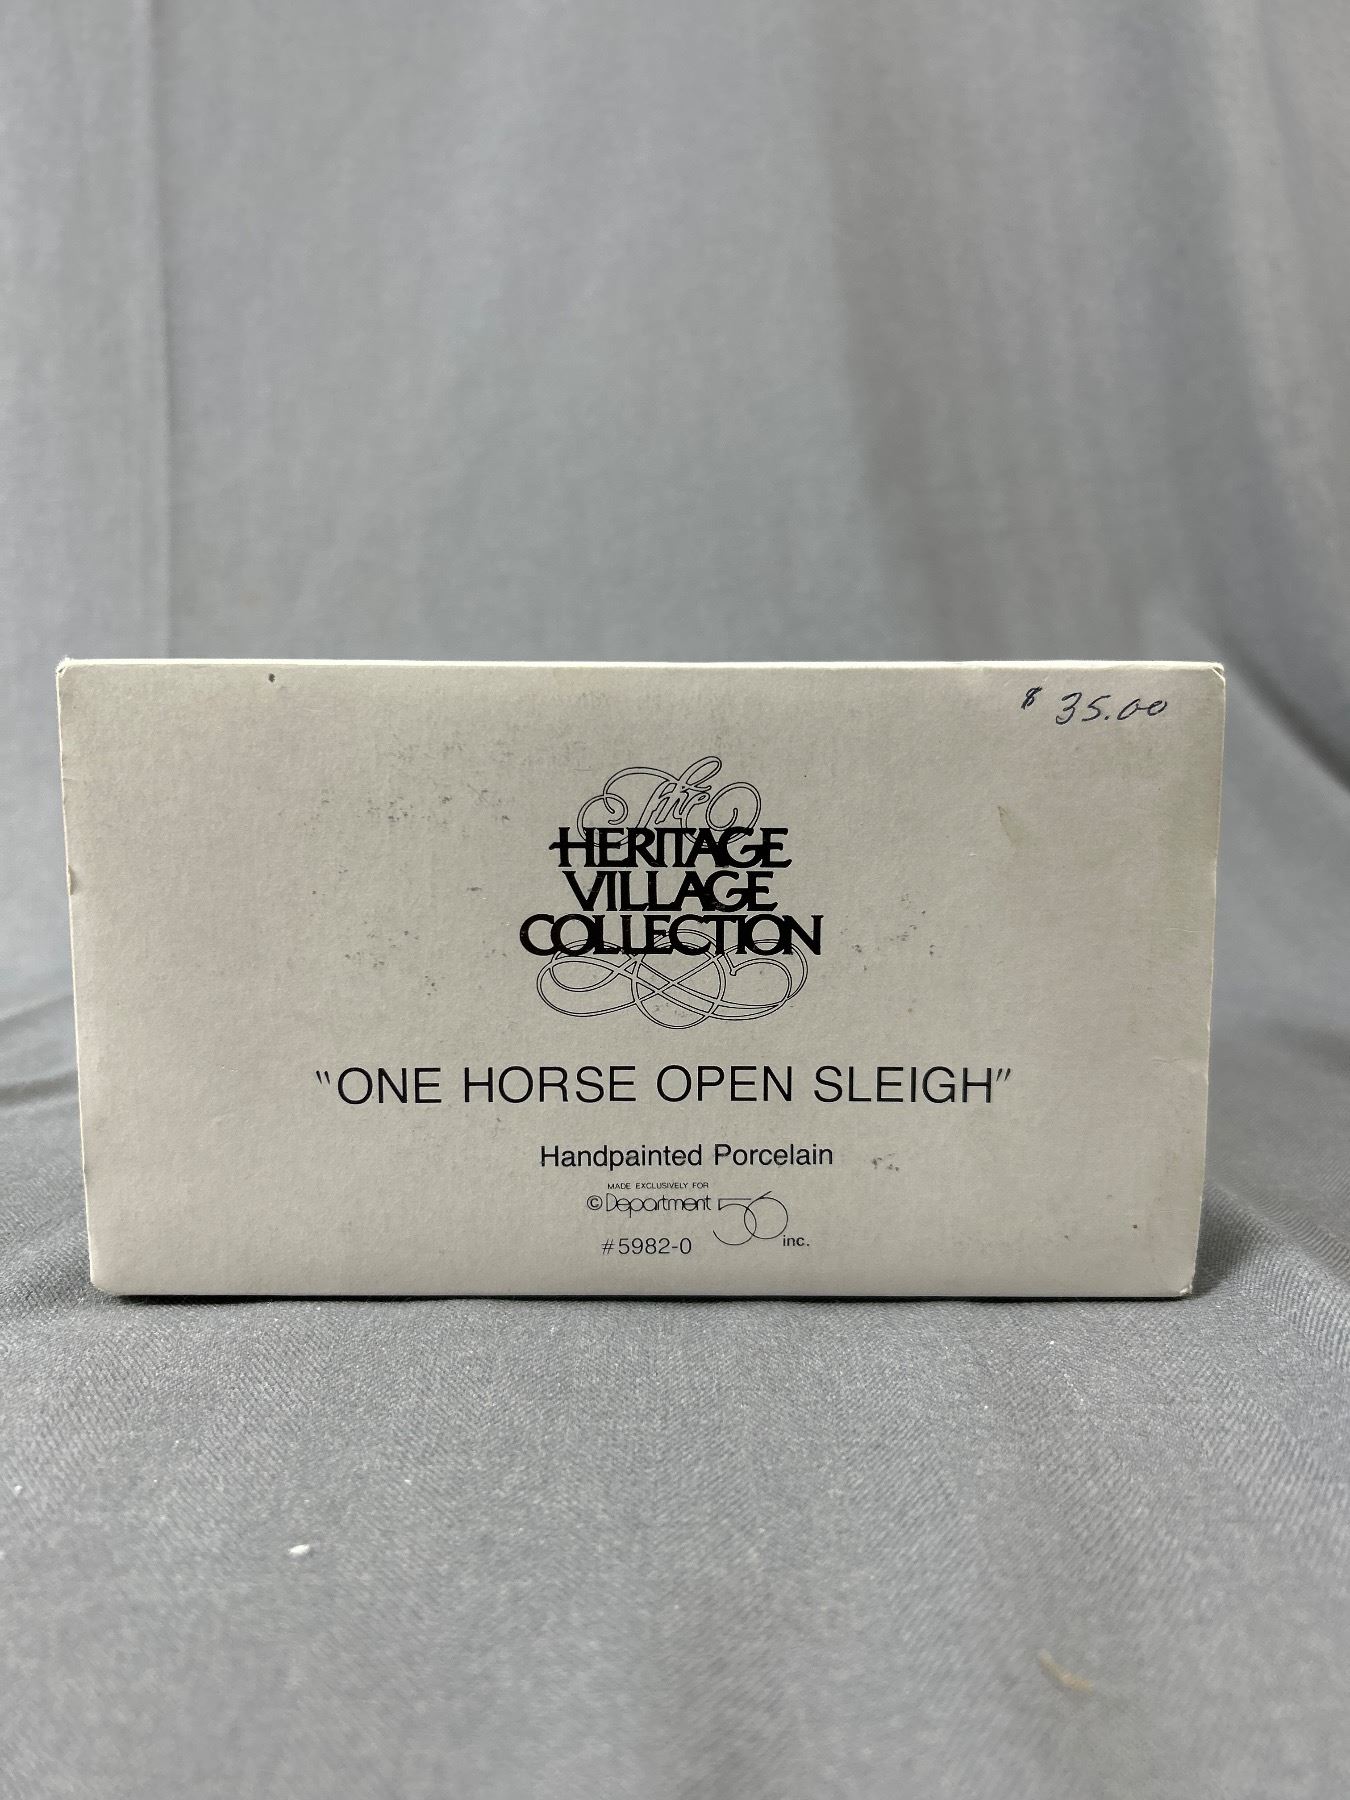 $ 35.00
The
HERITAGE
VILLAGE
COLLECTION
"ONE HORSE OPEN SLEIGH"
Handpainted Porcelain
MADE EXCLUSIVELY FOR
©Department 56 inc.
#5982-0